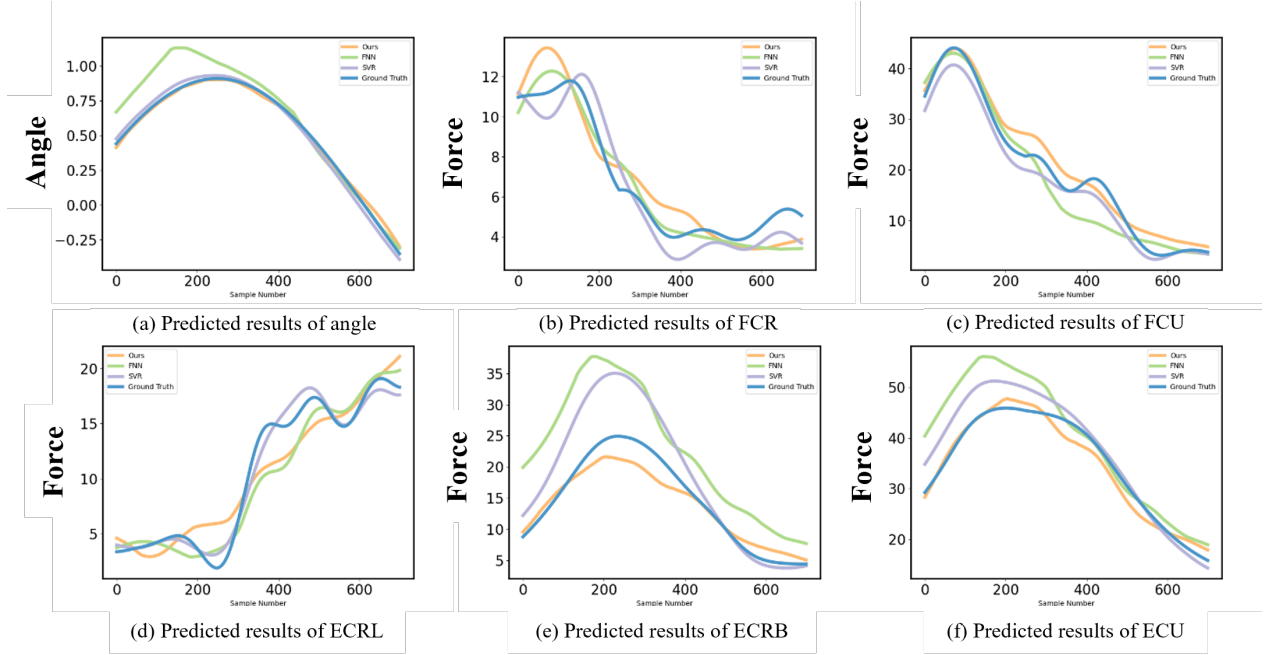 Angle
1.00
0.75
0.50
0.25
0.00
−0.25
0 200 400 600
Sample Number
Ours
FNN
SVR
Ground Truth
(a) Predicted results of angle
Force
12
10
8
6
4
0 200 400 600
Sample Number
Ours
FNN
SVR
Ground Truth
(b) Predicted results of FCR
Force
40
30
20
10
0 200 400 600
Sample Number
Ours
FNN
SVR
Ground Truth
(c) Predicted results of FCU
Force
20
15
10
5
0 200 400 600
Sample Number
Ours
FNN
SVR
Ground Truth
(d) Predicted results of ECRL
Force
35
30
25
20
15
10
5
0 200 400 600
Sample Number
Ours
FNN
SVR
Ground Truth
(e) Predicted results of ECRB
Force
50
40
30
20
0 200 400 600
Sample Number
Ours
FNN
SVR
Ground Truth
(f) Predicted results of ECU